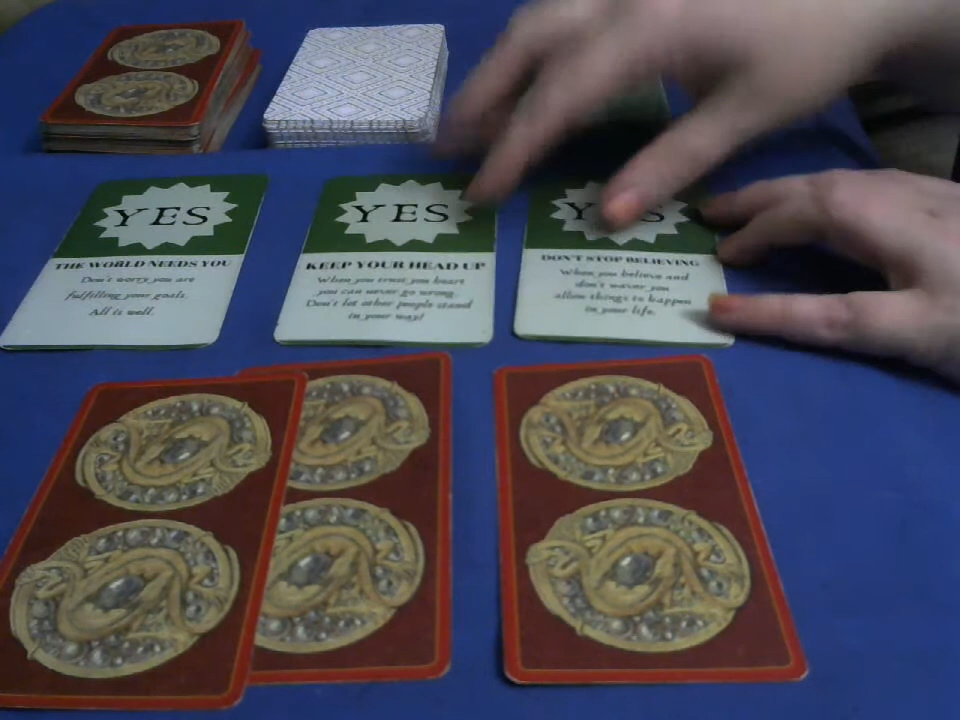 YES
THE WORLD NEEDS YOU
Don't worry you are
fulfilling your goals.
All is well.
YES
KEEP YOUR HEAD UP
When you trust you heart
you can never go wrong.
Don't let other people stand
in your way!
YES
DON'T STOP BELIEVING
When you believe and
don't waver you
allow things to happen
in your life.